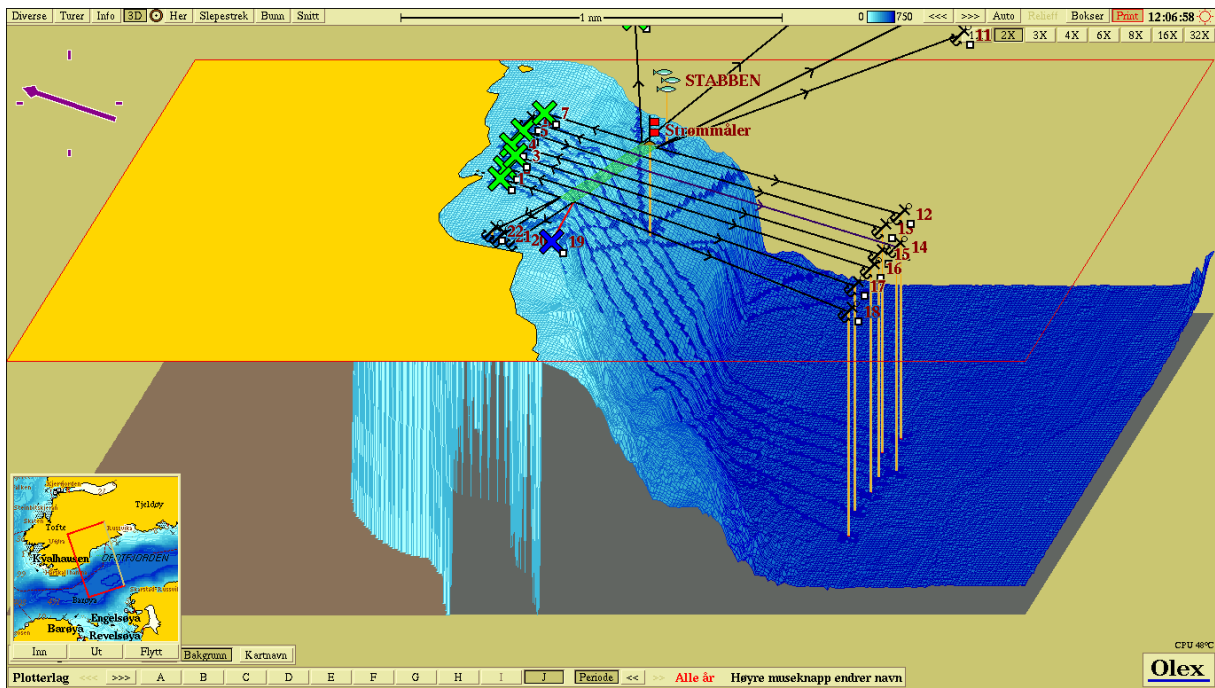 Diverse Turer Info 3D Her Slepestrek Bunn Snitt 1 nm 0 750 <<< >>> Auto Relieff Bokser Print 12:06:58
11 2X 3X 4X 6X 8X 16X 32X
STABBEN
7
Strømmåler
5
4
3
1
12
13
14
15
16
17
18
22 21 20 19
Tjeldøy
Tofte
Kvalhausen
Barøya
Engelsøya
Barøya
Revelsøya
Inn Ut Flytt Bakgrunn Kartnavn
CPU 48°C
Plotterlag <<< >>> A B C D E F G H I J Periode << >> Alle år Høyre museknapp endrer navn
Olex